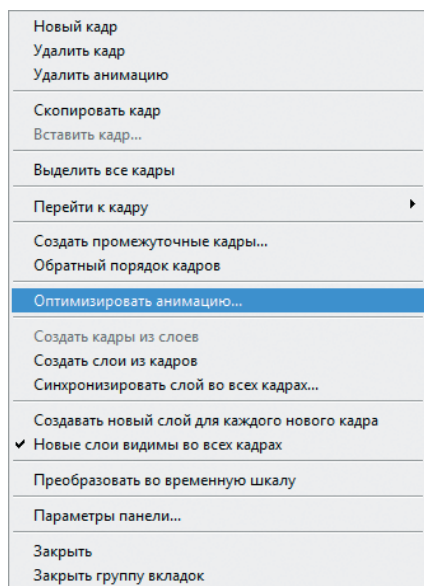 Новый кадр
Удалить кадр
Удалить анимацию
Скопировать кадр
Вставить кадр...
Выделить все кадры
Перейти к кадру
Создать промежуточные кадры...
Обратный порядок кадров
Оптимизировать анимацию...
Создать кадры из слоев
Создать слои из кадров
Синхронизировать слой во всех кадрах...
Создавать новый слой для каждого нового кадра
Новые слои видимы во всех кадрах
Преобразовать во временную шкалу
Параметры панели...
Закрыть
Закрыть группу вкладок